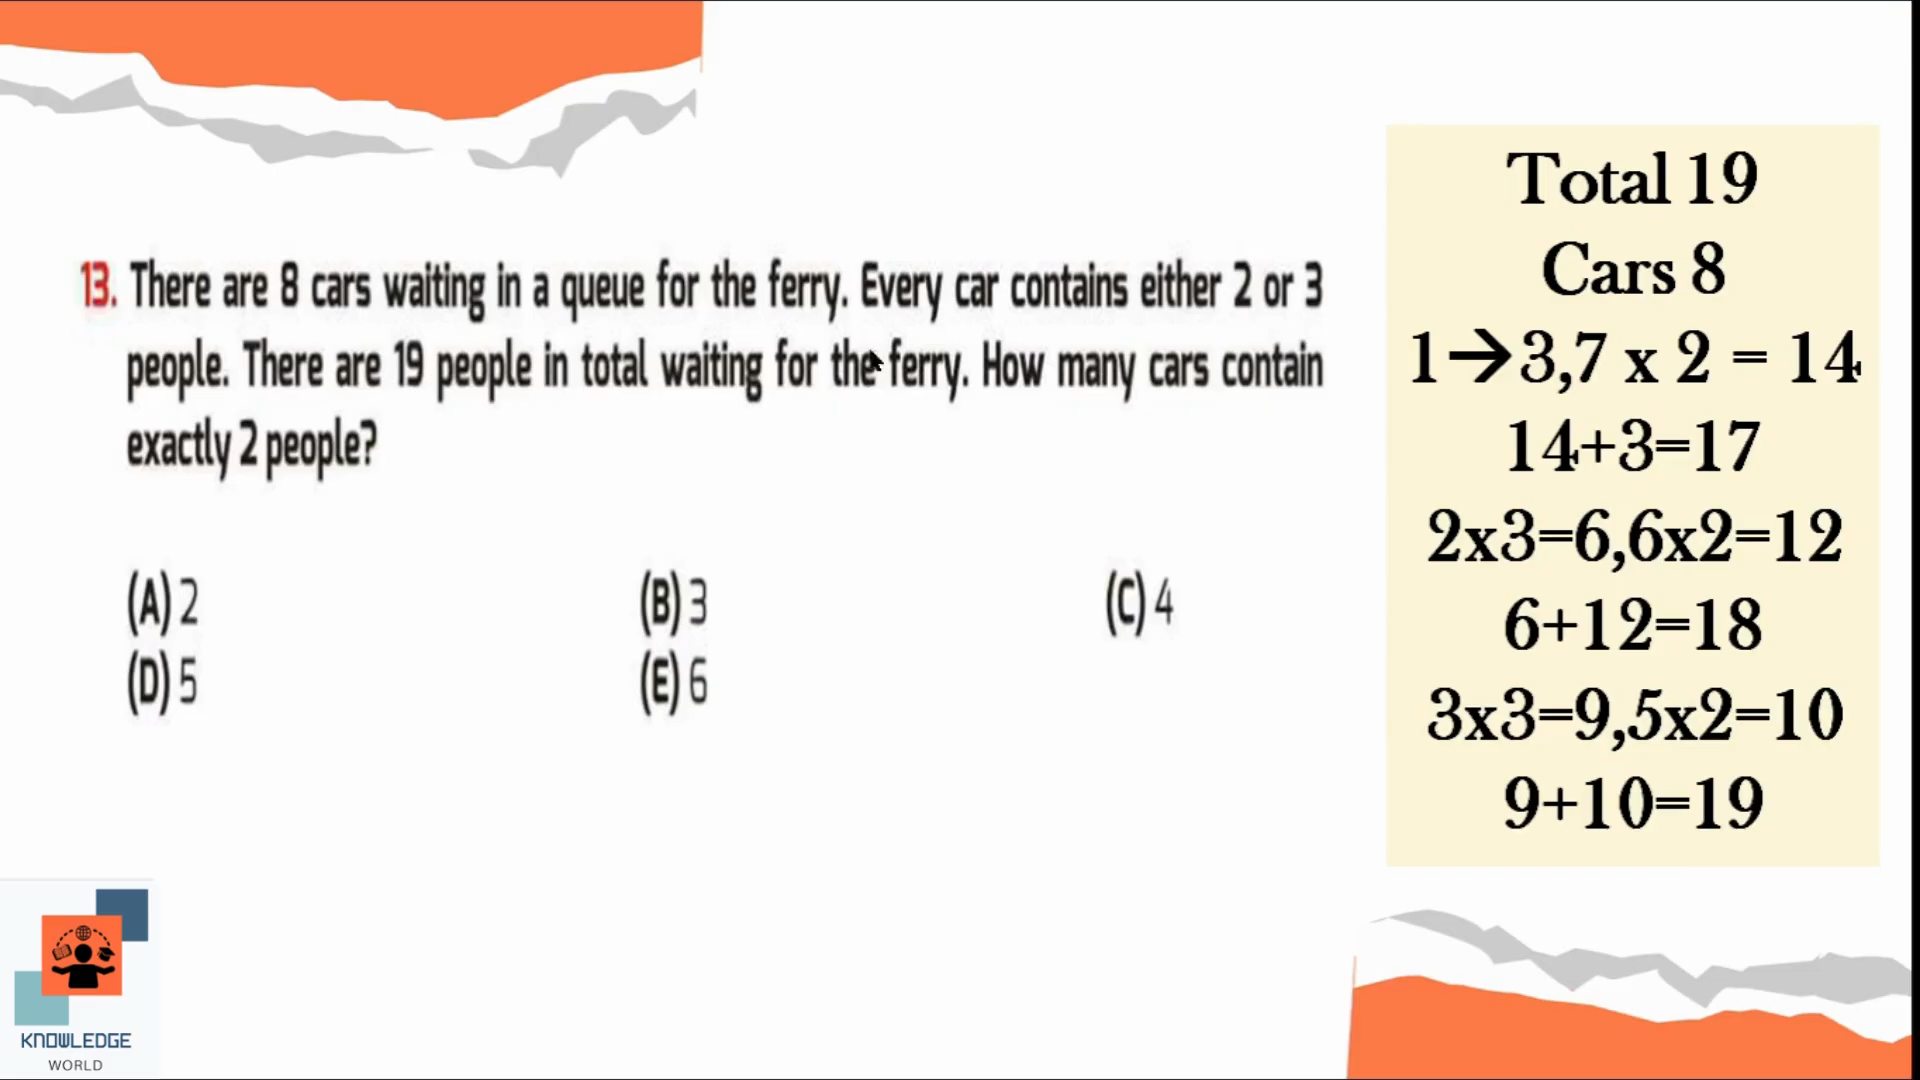 13. There are 8 cars waiting in a queue for the ferry. Every car contains either 2 or 3
people. There are 19 people in total waiting for the ferry. How many cars contain
exactly 2 people?
(A) 2 (B) 3 (C) 4
(D) 5 (E) 6
Total 19
Cars 8
1→3,7 x 2 = 14
14+3=17
2x3=6,6x2=12
6+12=18
3x3=9,5x2=10
9+10=19
KNOWLEDGE
WORLD